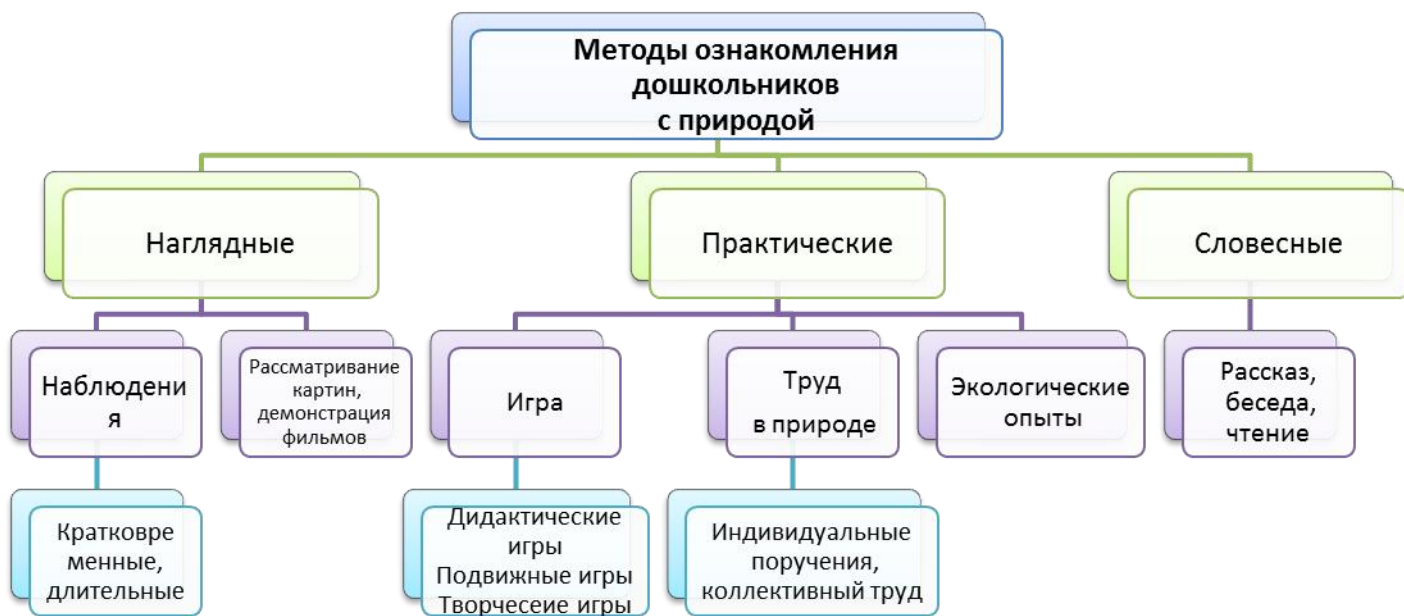 Методы ознакомления
дошкольников
с природой
Наглядные
Практические
Словесные
Наблюдени
я
Рассматривание
картин,
демонстрация
фильмов
Игра
Труд
в природе
Экологические
опыты
Рассказ,
беседа,
чтение
Кратковре
менные,
длительные
Дидактические
игры
Подвижные игры
Творчесеие игры
Индивидуальные
поручения,
коллективный труд